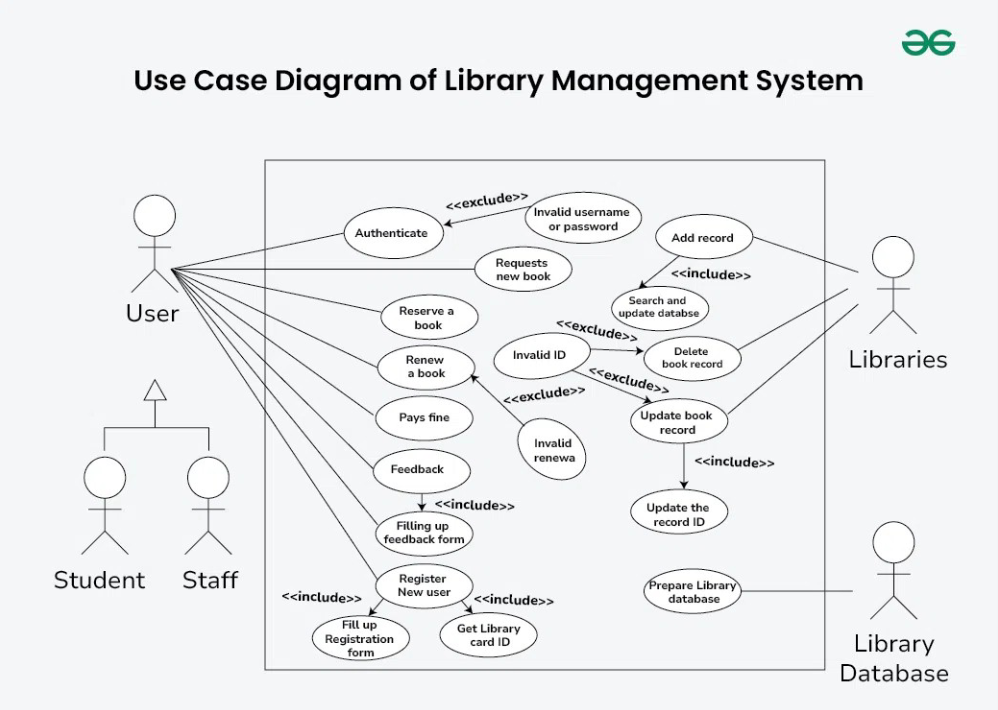 Use Case Diagram of Library Management System
<<exclude>>
Invalid username
or password
Authenticate
Add record
Requests
new book
<<include>>
Search and
update databse
Reserve a
book
User
<<exclude>>
Invalid ID
Delete
book record
Libraries
Renew
a book
<<exclude>>
<<exclude>>
Pays fine
Update book
record
Invalid
renewa
<<include>>
Feedback
<<include>>
Update the
record ID
Filling up
feedback form
Student
Staff
Register
New user
Prepare Library
database
<<include>>
<<include>>
Fill up
Registration
form
Get Library
card ID
Library
Database